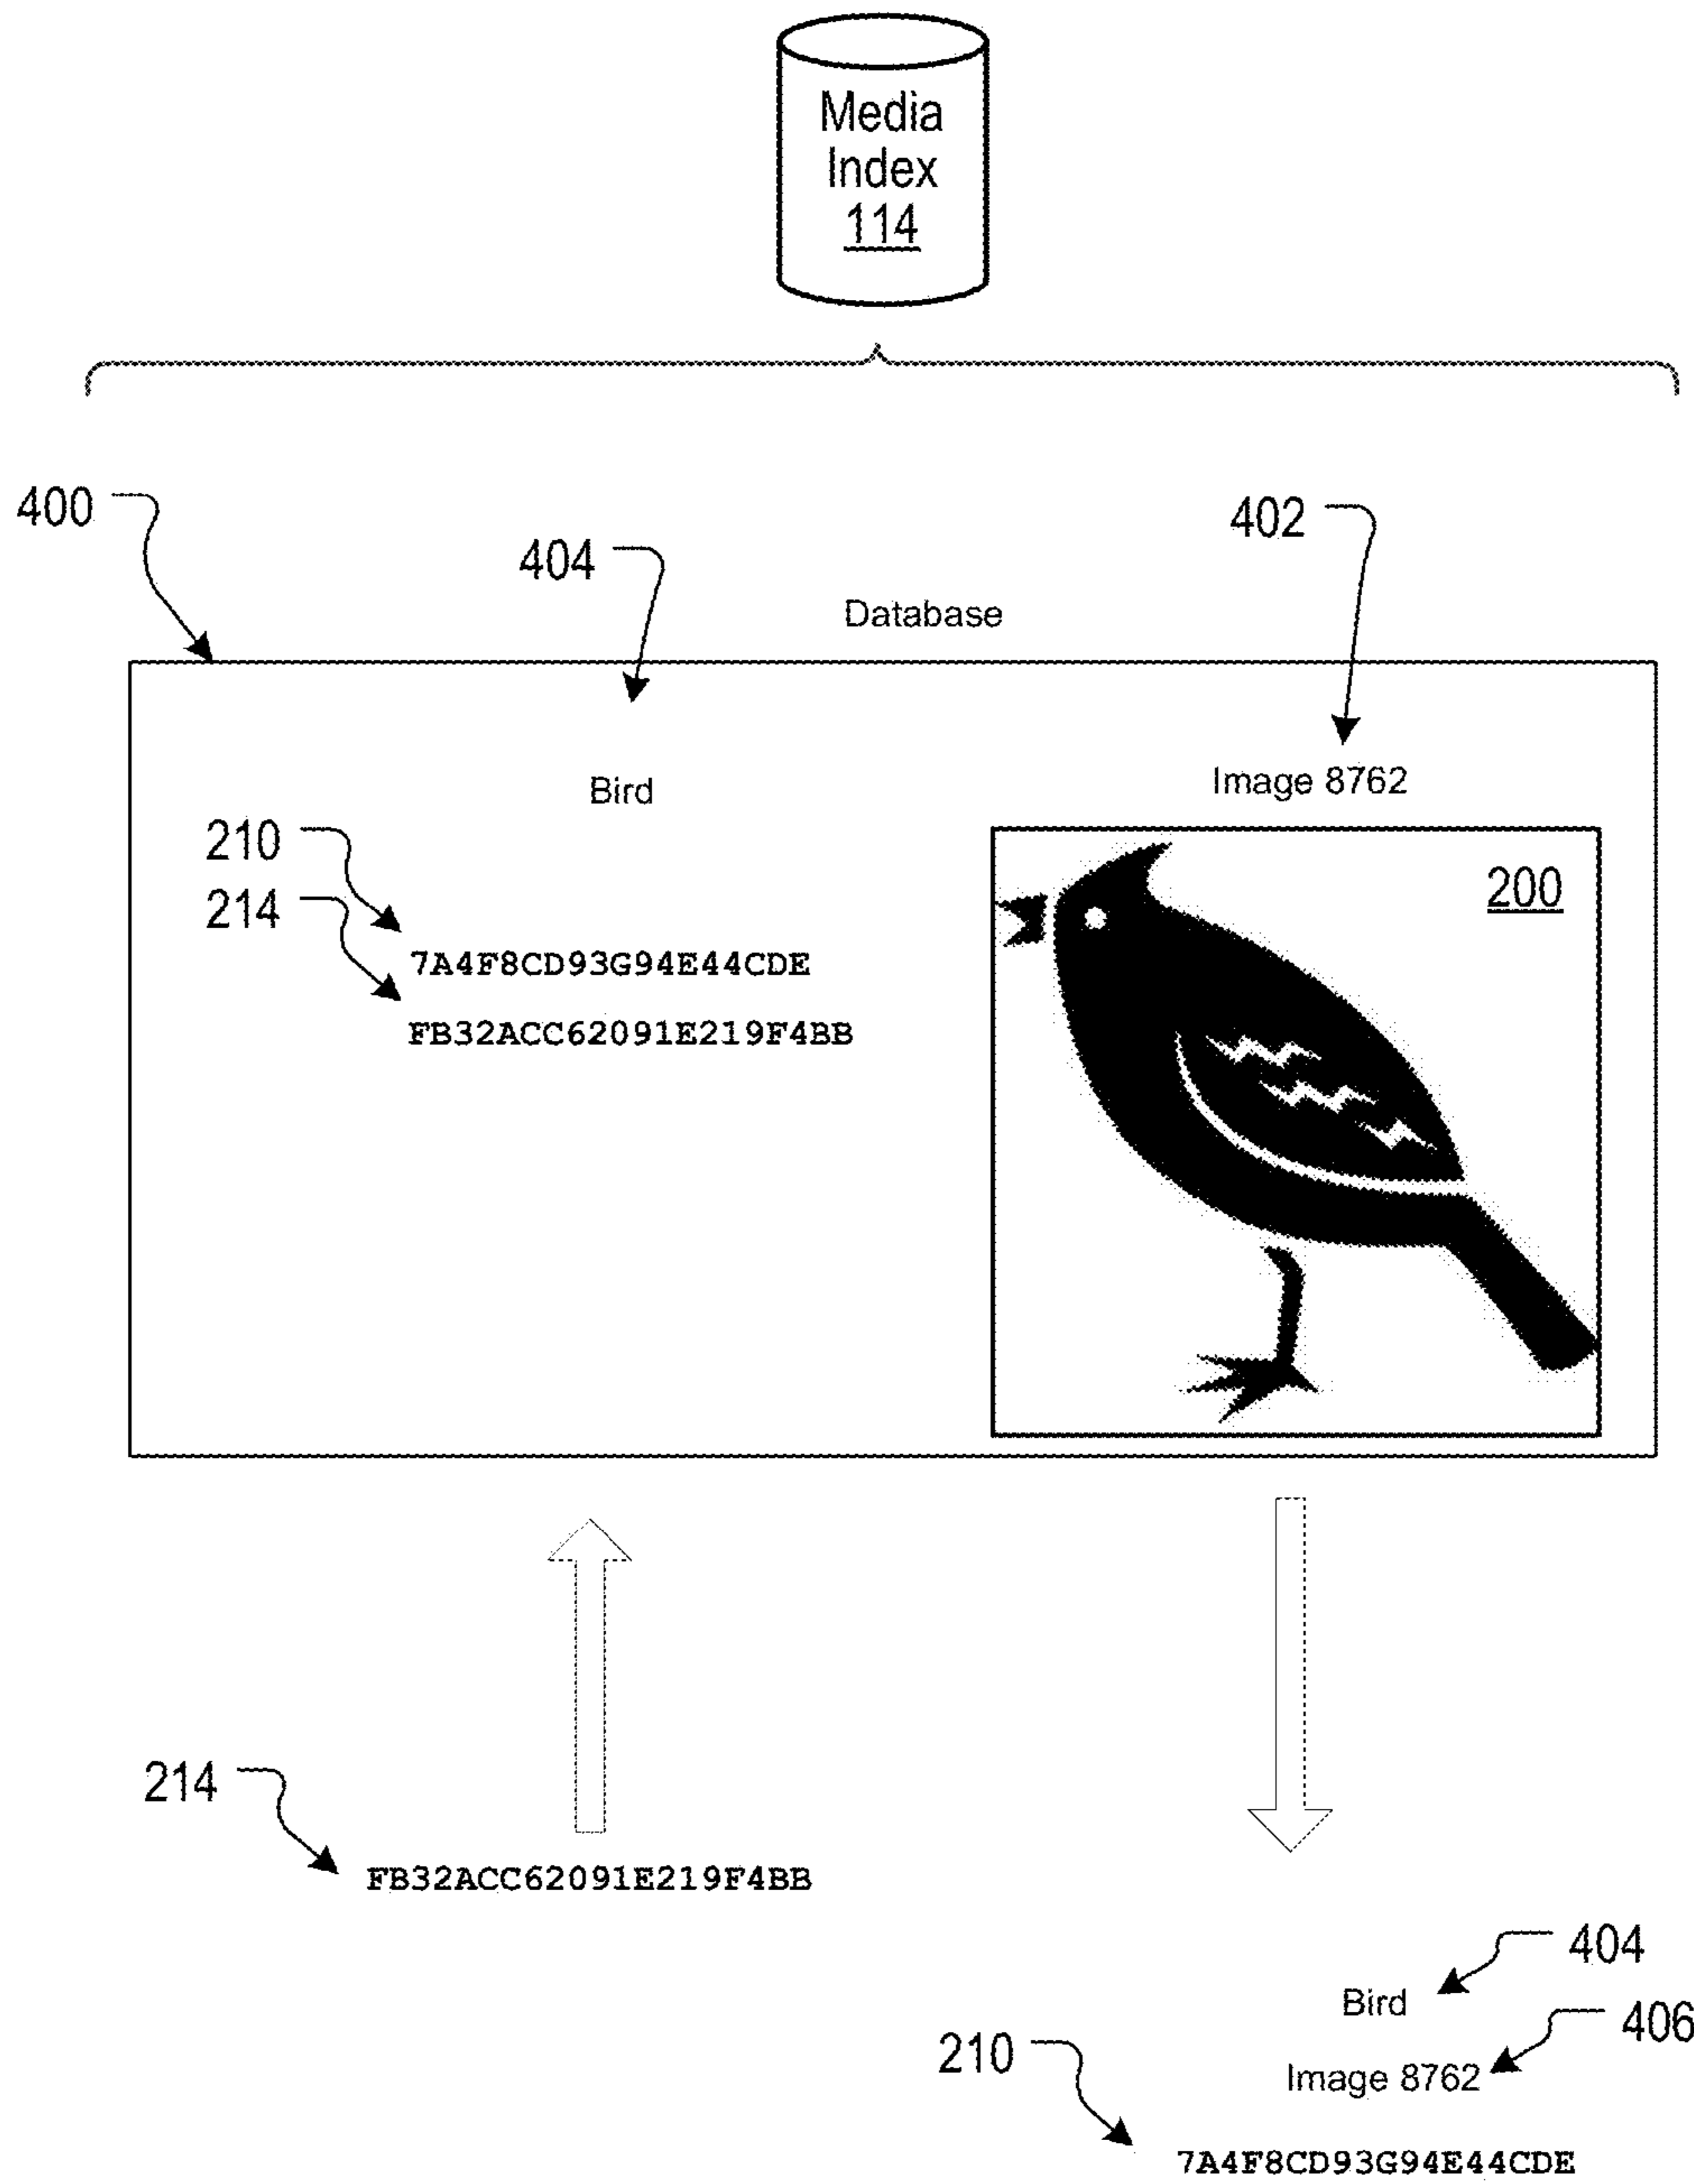 Media
Index
114
400
404
402
Database
Bird
Image 8762
210
214
200
7A4F8CD93G94E44CDE
FB32ACC62091E219F4BB
214
FB32ACC62091E219F4BB
404
Bird
406
210
Image 8762
7A4F8CD93G94E44CDE